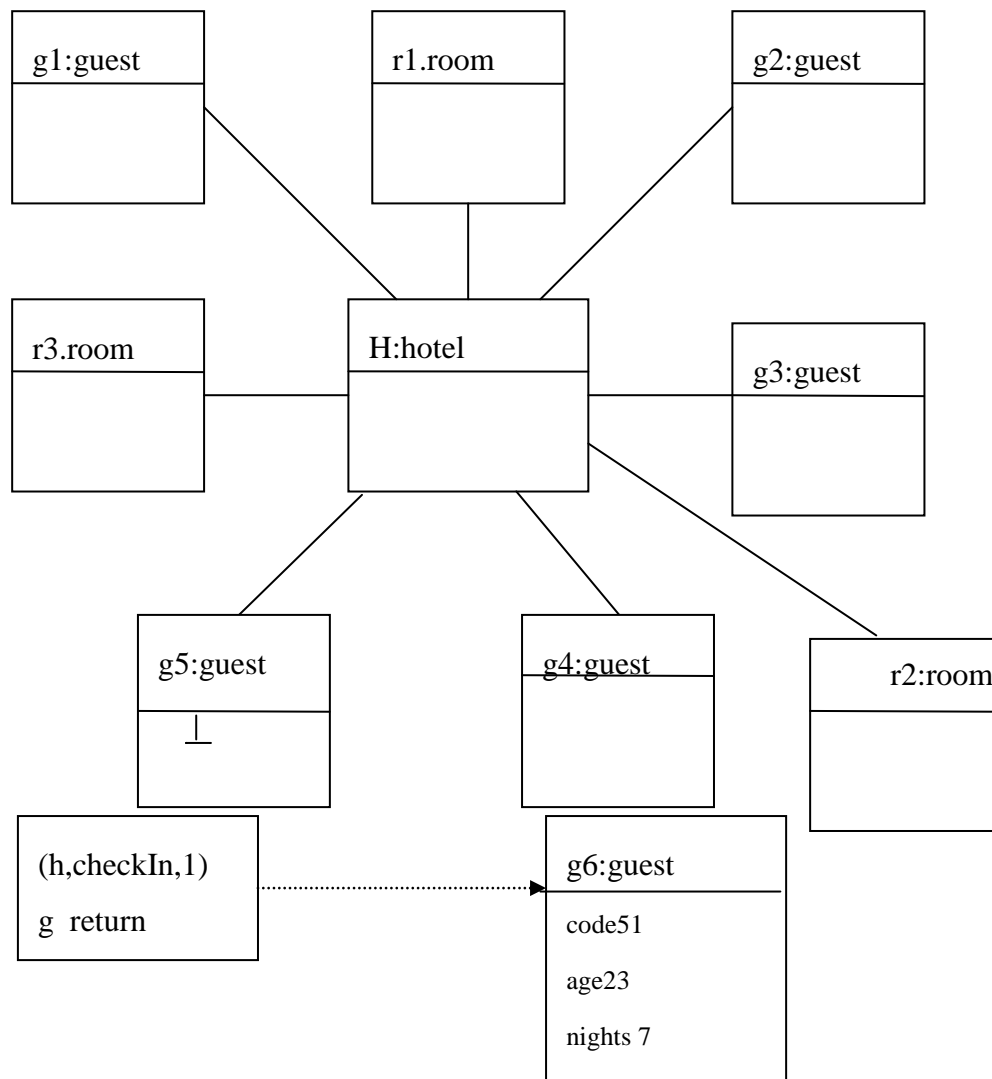 g1:guest
r1.room
g2:guest
r3.room
H:hotel
g3:guest
g5:guest
g4:guest
r2:room
(h,checkIn,1)
g return
g6:guest
code51
age23
nights 7